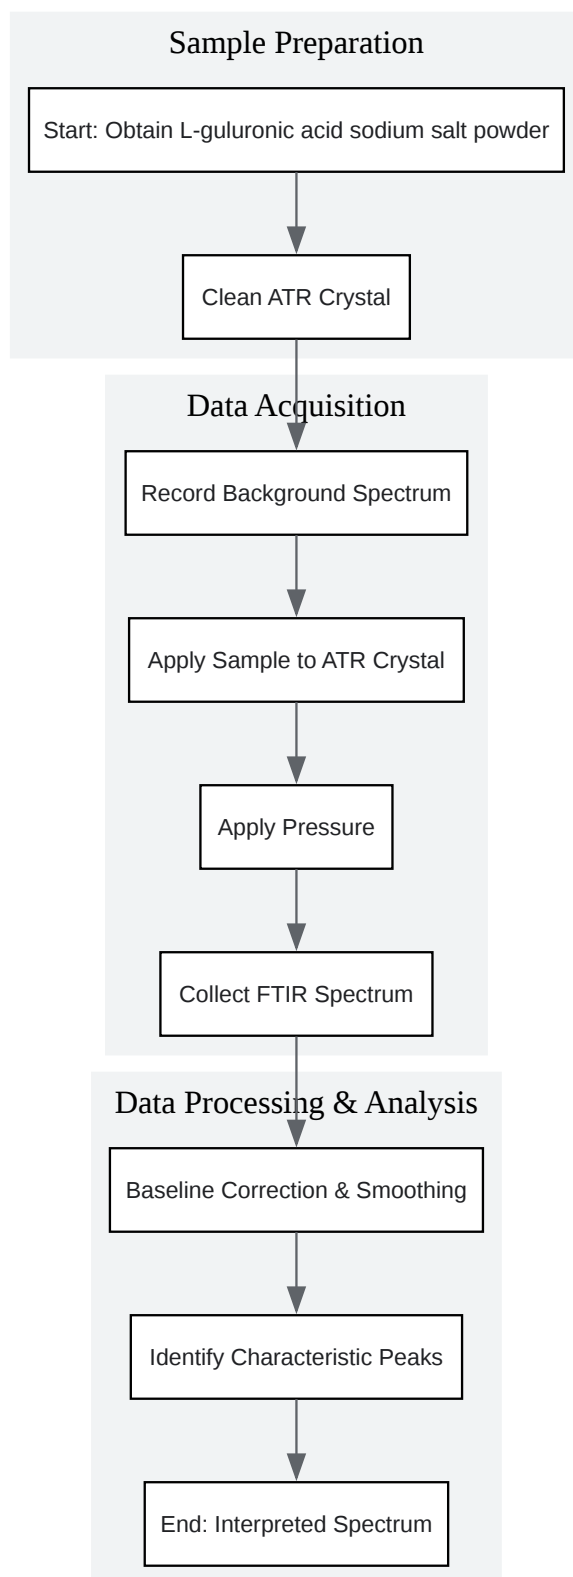 Sample Preparation
Start: Obtain L-guluronic acid sodium salt powder
Clean ATR Crystal
Data Acquisition
Record Background Spectrum
Apply Sample to ATR Crystal
Apply Pressure
Collect FTIR Spectrum
Data Processing & Analysis
Baseline Correction & Smoothing
Identify Characteristic Peaks
End: Interpreted Spectrum